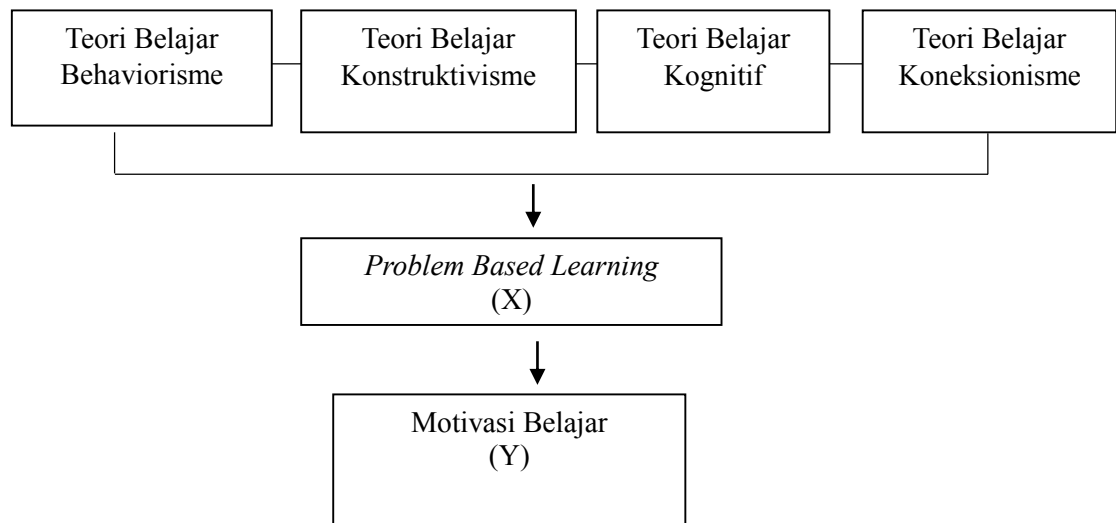 Teori Belajar
Behaviorisme
Teori Belajar
Konstruktivisme
Teori Belajar
Kognitif
Teori Belajar
Koneksionisme
Problem Based Learning
(X)
Motivasi Belajar
(Y)